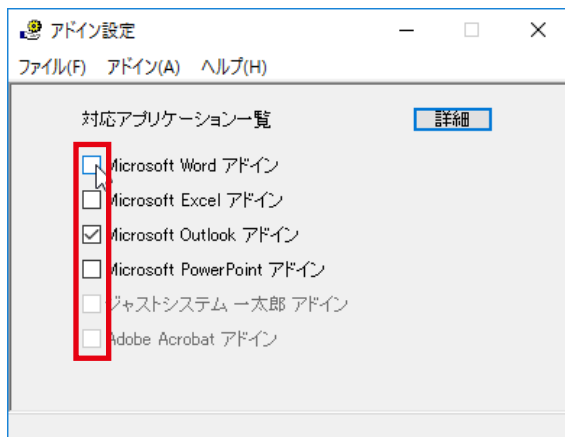 アドイン設定
ファイル(F) アドイン(A) ヘルプ(H)
対応アプリケーション一覧 詳細
Microsoft Word アドイン
Microsoft Excel アドイン
Microsoft Outlook アドイン
Microsoft PowerPoint アドイン
ジャストシステム 一太郎 アドイン
Adobe Acrobat アドイン